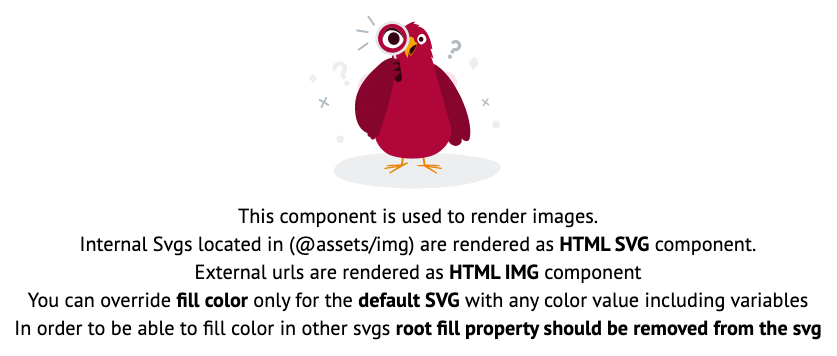 This component is used to render images.
Internal Svgs located in (@assets/img) are rendered as HTML SVG component.
External urls are rendered as HTML IMG component
You can override fill color only for the default SVG with any color value including variables
In order to be able to fill color in other svgs root fill property should be removed from the svg